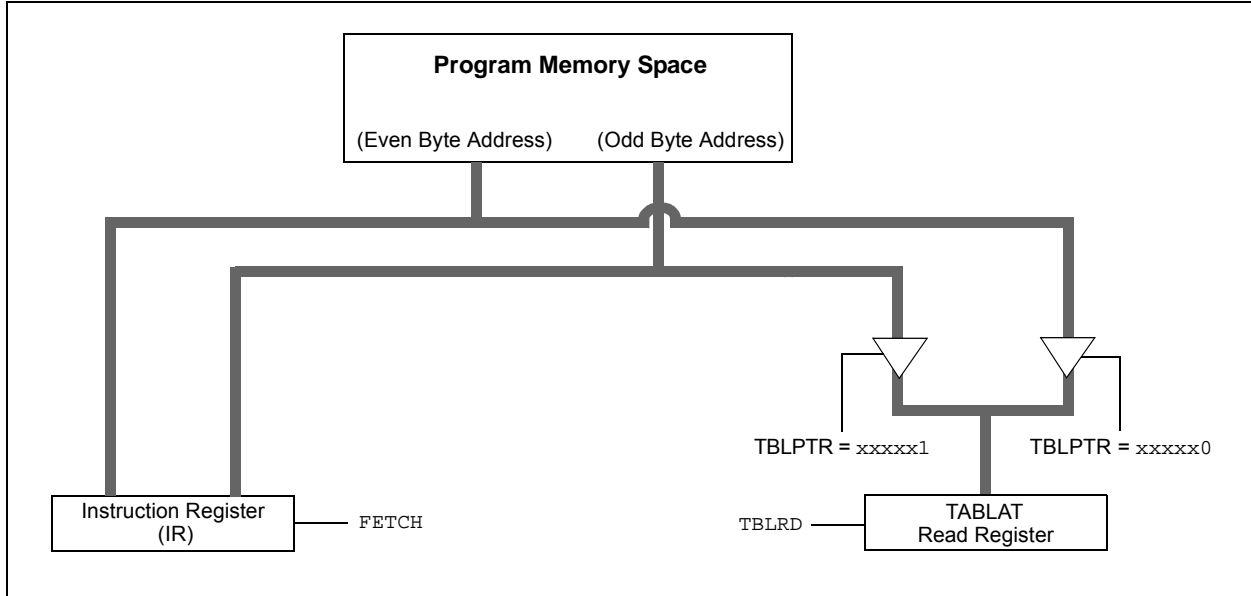 Program Memory Space
(Even Byte Address) (Odd Byte Address)
TBLPTR = xxxxx1
TBLPTR = xxxxx0
Instruction Register
(IR)
FETCH
TBLRD
TABLAT
Read Register